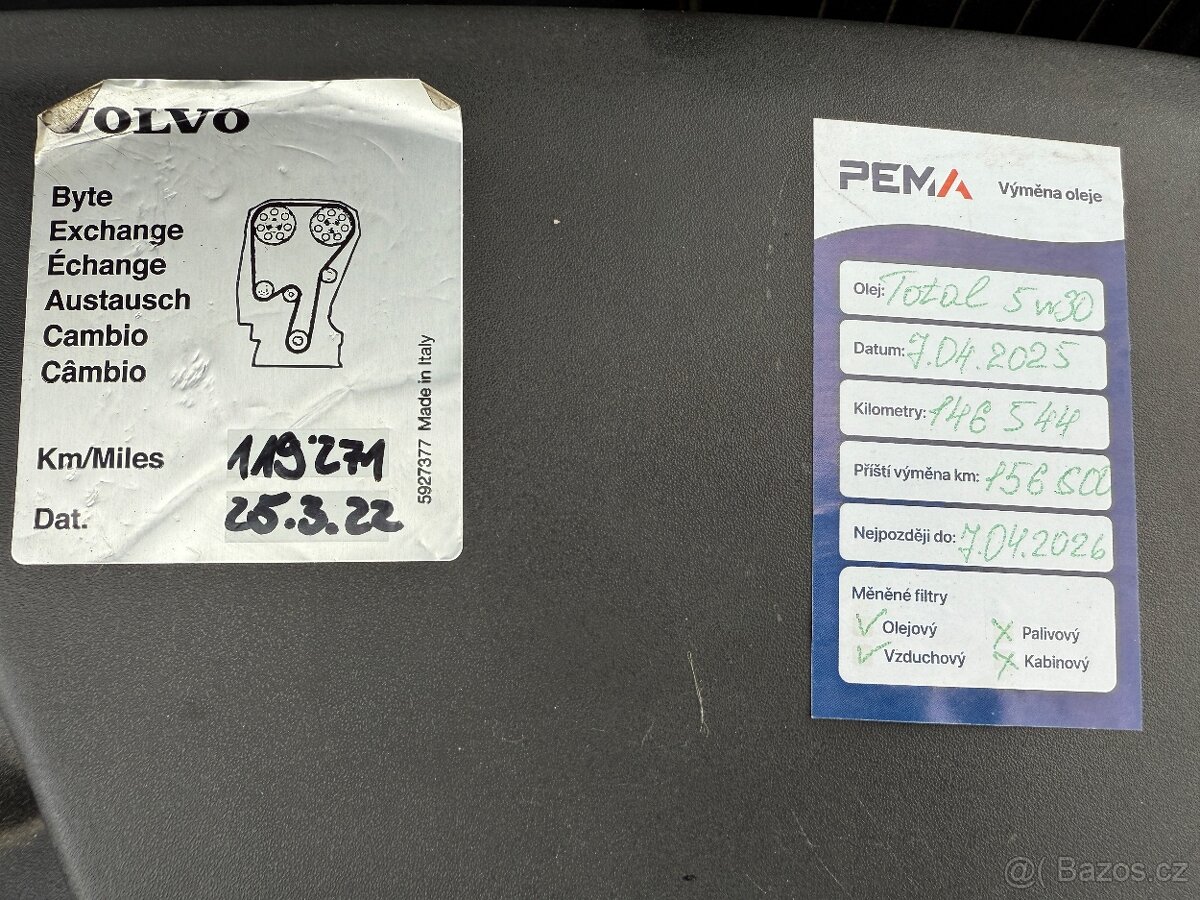 VOLVO
Byte
Exchange
Échange
Austausch
Cambio
Câmbio
Km/Miles 119'271
Dat. 25.3.22
5927377 Made in Italy
PEMA Výměna oleje
Olej: Total 5w30
Datum: 7.04.2025
Kilometry: 146 544
Příští výměna km: 156 500
Nejpozději do: 7.04.2026
Měněné filtry
✓ Olejový
✓ Vzduchový
✗ Palivový
✗ Kabinový
@( Bazos.cz